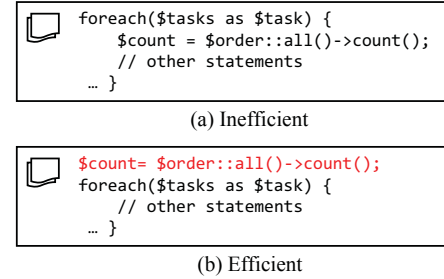 foreach($tasks as $task) {
$count = $order::all()->count();
// other statements
… }
(a) Inefficient
$count= $order::all()->count();
foreach($tasks as $task) {
// other statements
… }
(b) Efficient